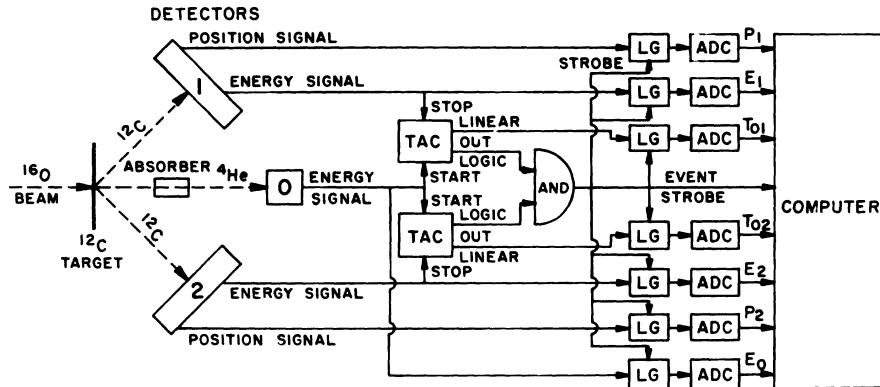 DETECTORS
POSITION SIGNAL
LG
ADC
P1
1
ENERGY SIGNAL
STROBE
LG
ADC
E1
STOP
12C
TAC
LINEAR
OUT
LOGIC
LG
ADC
T01
16O
BEAM
ABSORBER
4He
O
ENERGY
SIGNAL
START
START
AND
EVENT
STROBE
COMPUTER
12C
TARGET
12C
TAC
LOGIC
OUT
LINEAR
LG
ADC
T02
STOP
2
ENERGY SIGNAL
LG
ADC
E2
POSITION SIGNAL
LG
ADC
P2
LG
ADC
E0